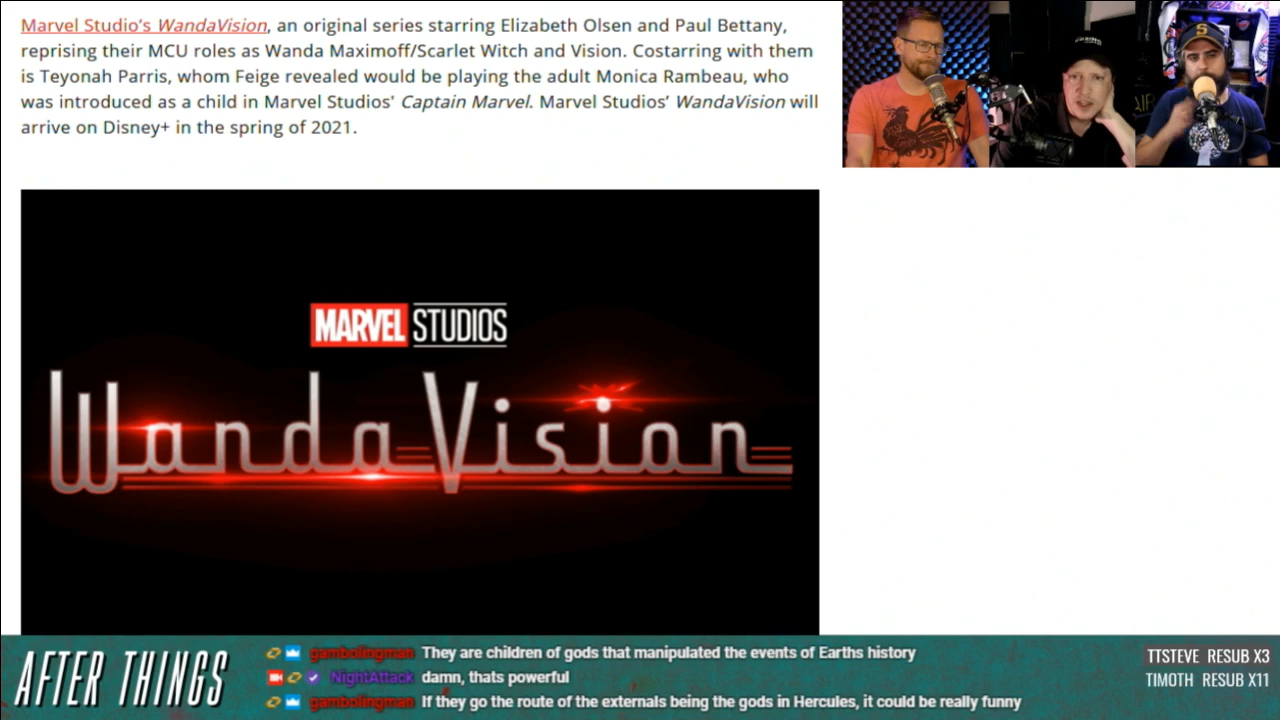 Marvel Studio's WandaVision, an original series starring Elizabeth Olsen and Paul Bettany,
reprising their MCU roles as Wanda Maximoff/Scarlet Witch and Vision. Costarring with them
is Teyonah Parris, whom Feige revealed would be playing the adult Monica Rambeau, who
was introduced as a child in Marvel Studios' Captain Marvel. Marvel Studios' WandaVision will
arrive on Disney+ in the spring of 2021.
S
MARVEL STUDIOS
WandaVision
AFTER THINGS
gambolingman They are children of gods that manipulated the events of Earths history
NightAttack damn, thats powerful
gambolingman If they go the route of the externals being the gods in Hercules, it could be really funny
TTSTEVE RESUB X3
TIMOTH RESUB X11